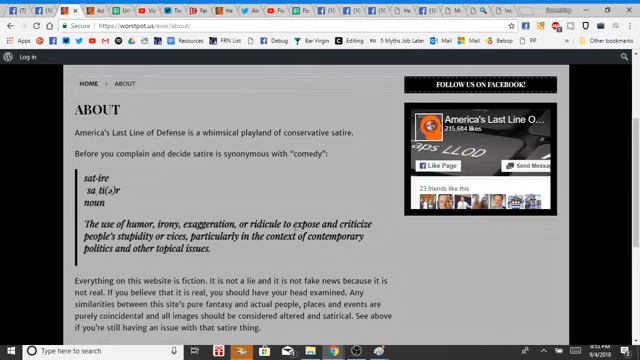 https://worstpot.us/ever/about/
Apps
Resources
FRN List
Debug
Bar Virgin
5 Myths Job Later
Mail
Mail
Bebop
PP
Other bookmarks
Log in
HOME > ABOUT
ABOUT
America's Last Line of Defense is a whimsical playland of conservative satire.
Before you complain and decide satire is synonymous with "comedy":
sat·ire
ˈsaˌtī(ə)r
noun
The use of humor, irony, exaggeration, or ridicule to expose and criticize
people's stupidity or vices, particularly in the context of contemporary
politics and other topical issues.
Everything on this website is fiction. It is not a lie and it is not fake news because it is
not real. If you believe that it is real, you should have your head examined. Any
similarities between this site's pure fantasy and actual people, places and events are
purely coincidental and all images should be considered altered and satirical. See above
if you're still having an issue with that satire thing.
FOLLOW US ON FACEBOOK!
America's Last Line O...
215,684 likes
Like Page
Send Message
23 friends like this
Type here to search
8:53 PM
9/4/2018